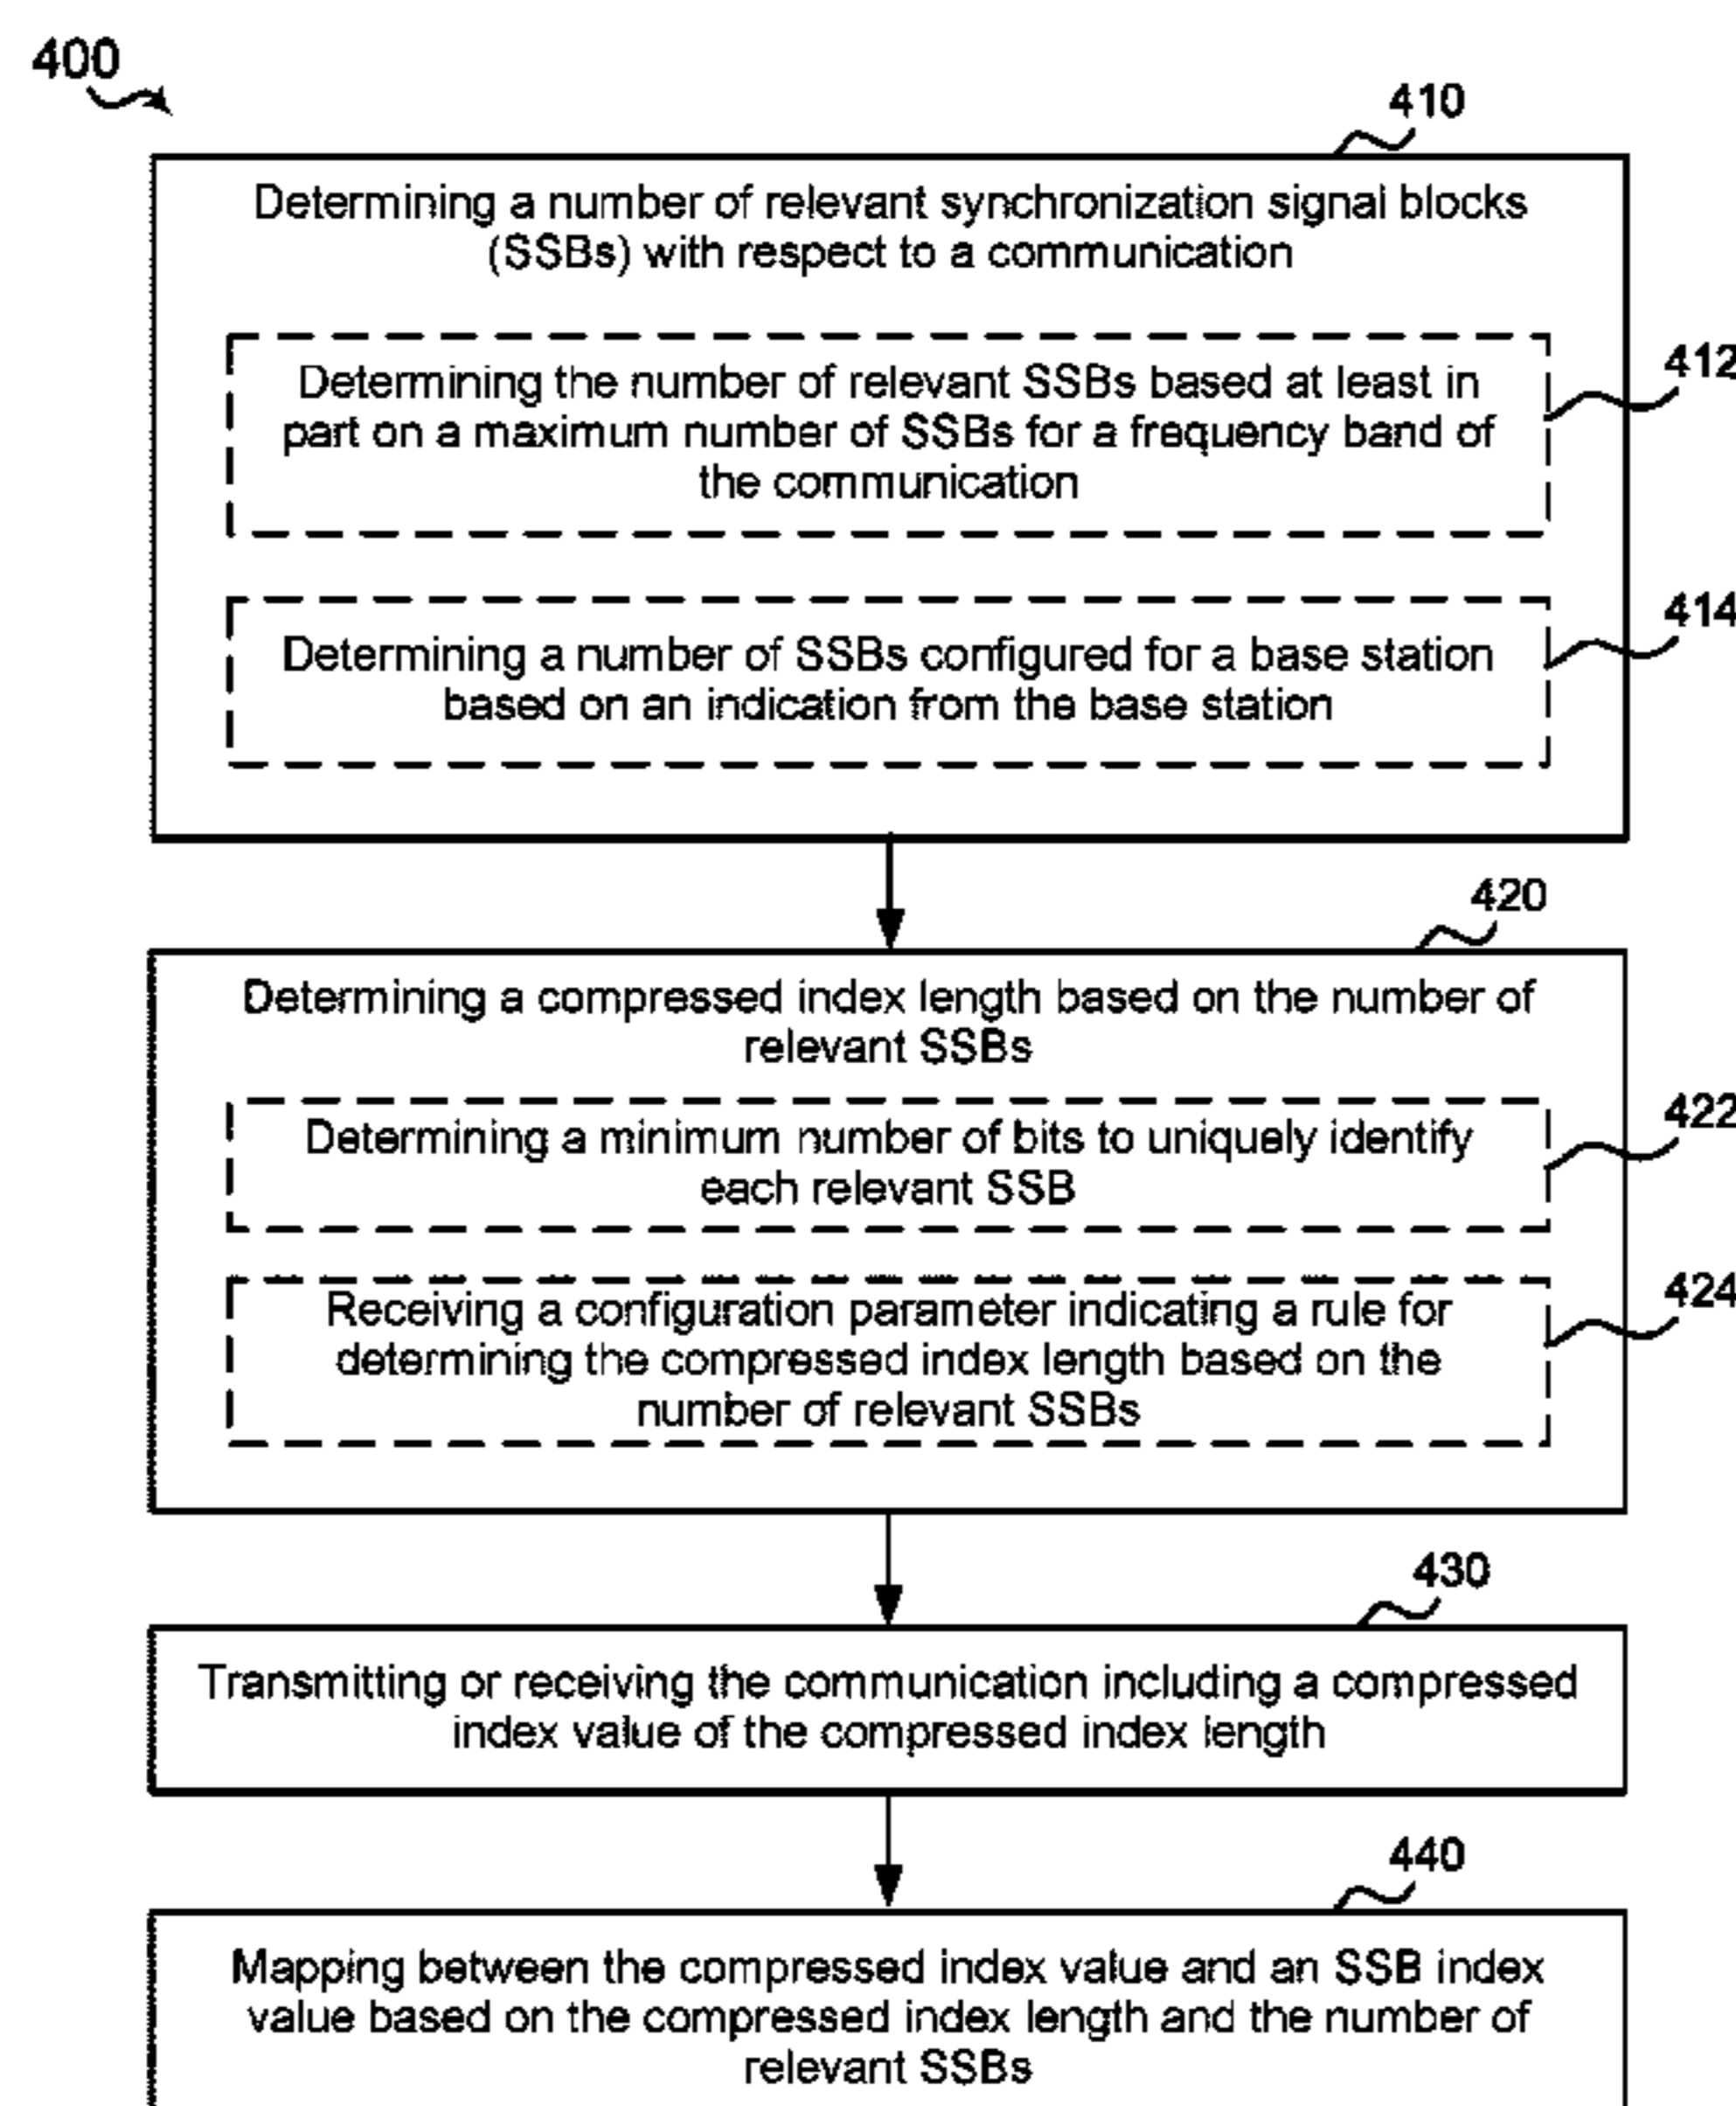 400
410
Determining a number of relevant synchronization signal blocks
(SSBs) with respect to a communication
412
Determining the number of relevant SSBs based at least in
part on a maximum number of SSBs for a frequency band of
the communication
414
Determining a number of SSBs configured for a base station
based on an indication from the base station
420
Determining a compressed index length based on the number of
relevant SSBs
422
Determining a minimum number of bits to uniquely identify
each relevant SSB
424
Receiving a configuration parameter indicating a rule for
determining the compressed index length based on the
number of relevant SSBs
430
Transmitting or receiving the communication including a compressed
index value of the compressed index length
440
Mapping between the compressed index value and an SSB index
value based on the compressed index length and the number of
relevant SSBs